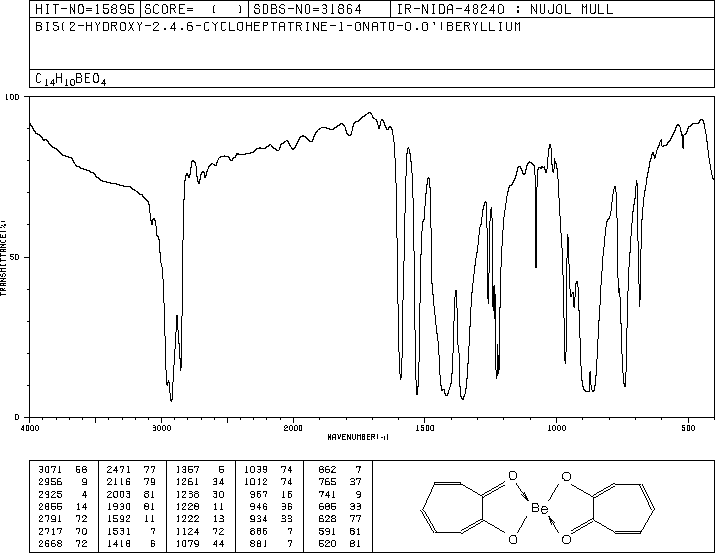 HIT-NO=15895 SCORE= ( ) SDBS-NO=31864 IR-NIDA-48240 : NUJOL MULL
BIS(2-HYDROXY-2,4,6-CYCLOHEPTATRINE-1-ONATO-O,O')BERYLLIUM
C14H10BEO4
100
50
0
TRANSMITTANCE(%)
4000 3000 2000 1500 1000 500
WAVENUMBER(-1)
3071 68 2471 77 1367 5 1039 74 862 7
2956 9 2116 79 1261 34 1012 74 765 37
2925 4 2003 81 1238 30 967 16 741 9
2855 14 1930 81 1228 11 946 36 685 33
2791 72 1592 11 1222 13 934 33 628 77
2717 70 1531 7 1124 72 886 7 591 81
2668 72 1418 6 1079 44 881 7 520 81
O O
Be
O O